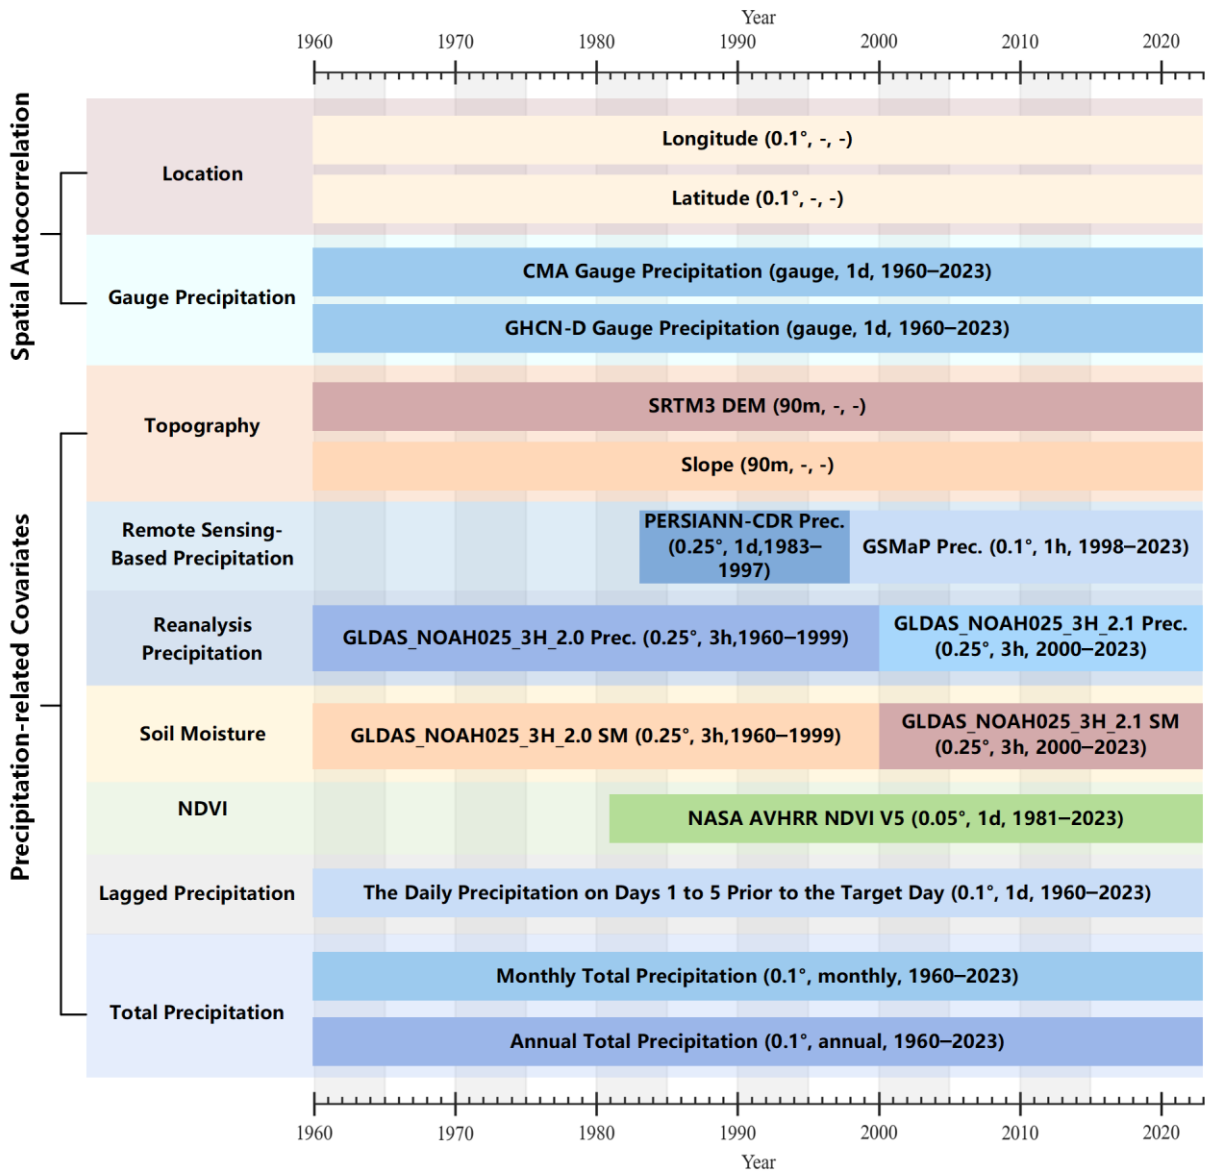 Year
1960 1970 1980 1990 2000 2010 2020
Spatial Autocorrelation
Location
Longitude (0.1°, -, -)
Latitude (0.1°, -, -)
Gauge Precipitation
CMA Gauge Precipitation (gauge, 1d, 1960–2023)
GHCN-D Gauge Precipitation (gauge, 1d, 1960–2023)
Precipitation-related Covariates
Topography
SRTM3 DEM (90m, -, -)
Slope (90m, -, -)
Remote Sensing-
Based Precipitation
PERSIANN-CDR Prec.
(0.25°, 1d,1983–
1997)
GSMaP Prec. (0.1°, 1h, 1998–2023)
Reanalysis
Precipitation
GLDAS_NOAH025_3H_2.0 Prec. (0.25°, 3h,1960–1999)
GLDAS_NOAH025_3H_2.1 Prec.
(0.25°, 3h, 2000–2023)
Soil Moisture
GLDAS_NOAH025_3H_2.0 SM (0.25°, 3h,1960–1999)
GLDAS_NOAH025_3H_2.1 SM
(0.25°, 3h, 2000–2023)
NDVI
NASA AVHRR NDVI V5 (0.05°, 1d, 1981–2023)
Lagged Precipitation
The Daily Precipitation on Days 1 to 5 Prior to the Target Day (0.1°, 1d, 1960–2023)
Total Precipitation
Monthly Total Precipitation (0.1°, monthly, 1960–2023)
Annual Total Precipitation (0.1°, annual, 1960–2023)
1960 1970 1980 1990 2000 2010 2020
Year